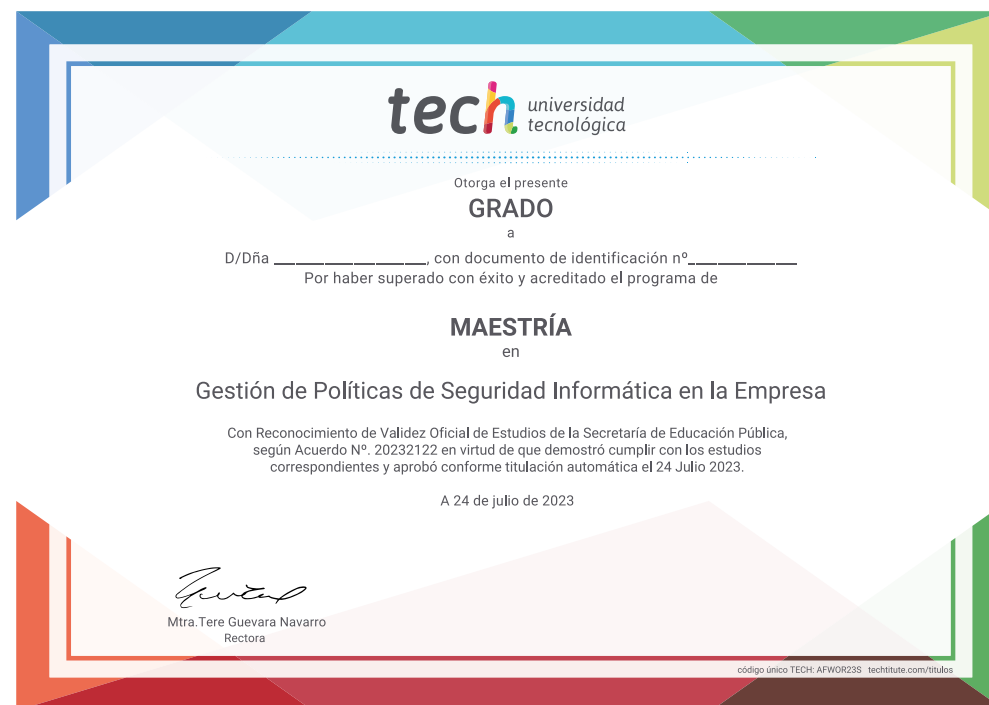 tech universidad
tecnológica
Otorga el presente
GRADO
a
D/Dña ____________________, con documento de identificación nº______________
Por haber superado con éxito y acreditado el programa de
MAESTRÍA
en
Gestión de Políticas de Seguridad Informática en la Empresa
Con Reconocimiento de Validez Oficial de Estudios de la Secretaría de Educación Pública,
según Acuerdo Nº. 20232122 en virtud de que demostró cumplir con los estudios
correspondientes y aprobó conforme titulación automática el 24 Julio 2023.
A 24 de julio de 2023
Mtra.Tere Guevara Navarro
Rectora
código único TECH: AFWOR23S techtitute.com/titulos